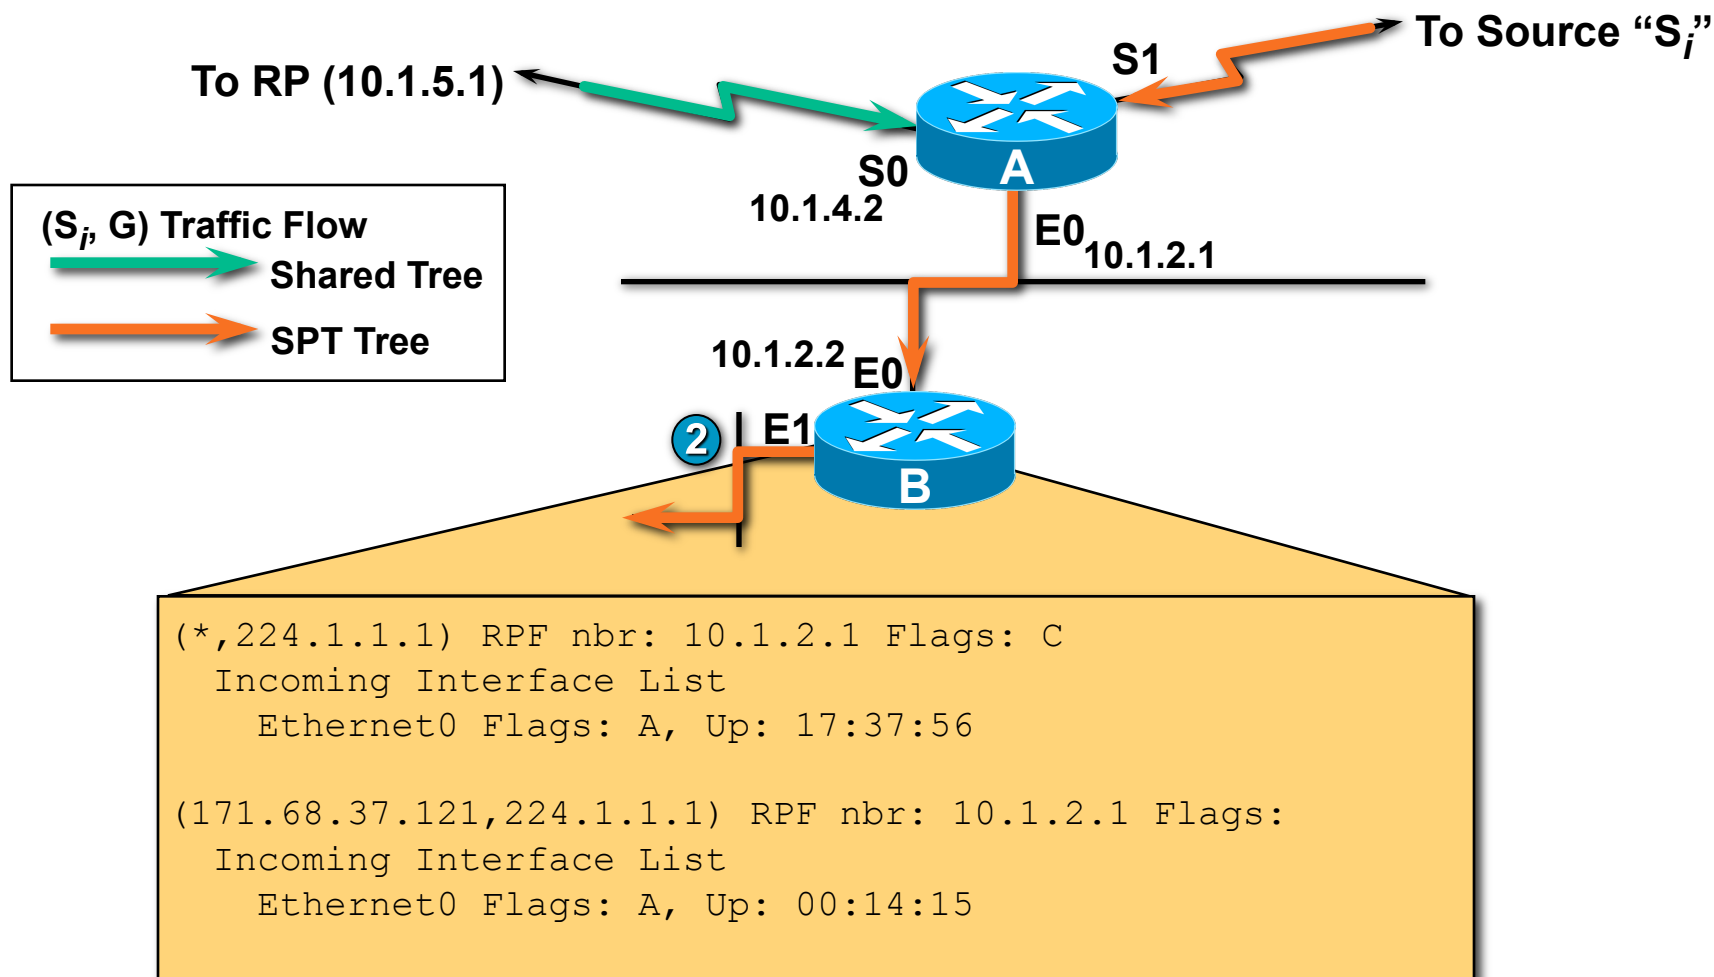 To Source “Si”
S1
To RP (10.1.5.1)
A
S0
10.1.4.2
E0
10.1.2.1
(Si, G) Traffic Flow
Shared Tree
SPT Tree
10.1.2.2
E0
2
E1
B
(*,224.1.1.1) RPF nbr: 10.1.2.1 Flags: C
Incoming Interface List
Ethernet0 Flags: A, Up: 17:37:56
(171.68.37.121,224.1.1.1) RPF nbr: 10.1.2.1 Flags:
Incoming Interface List
Ethernet0 Flags: A, Up: 00:14:15